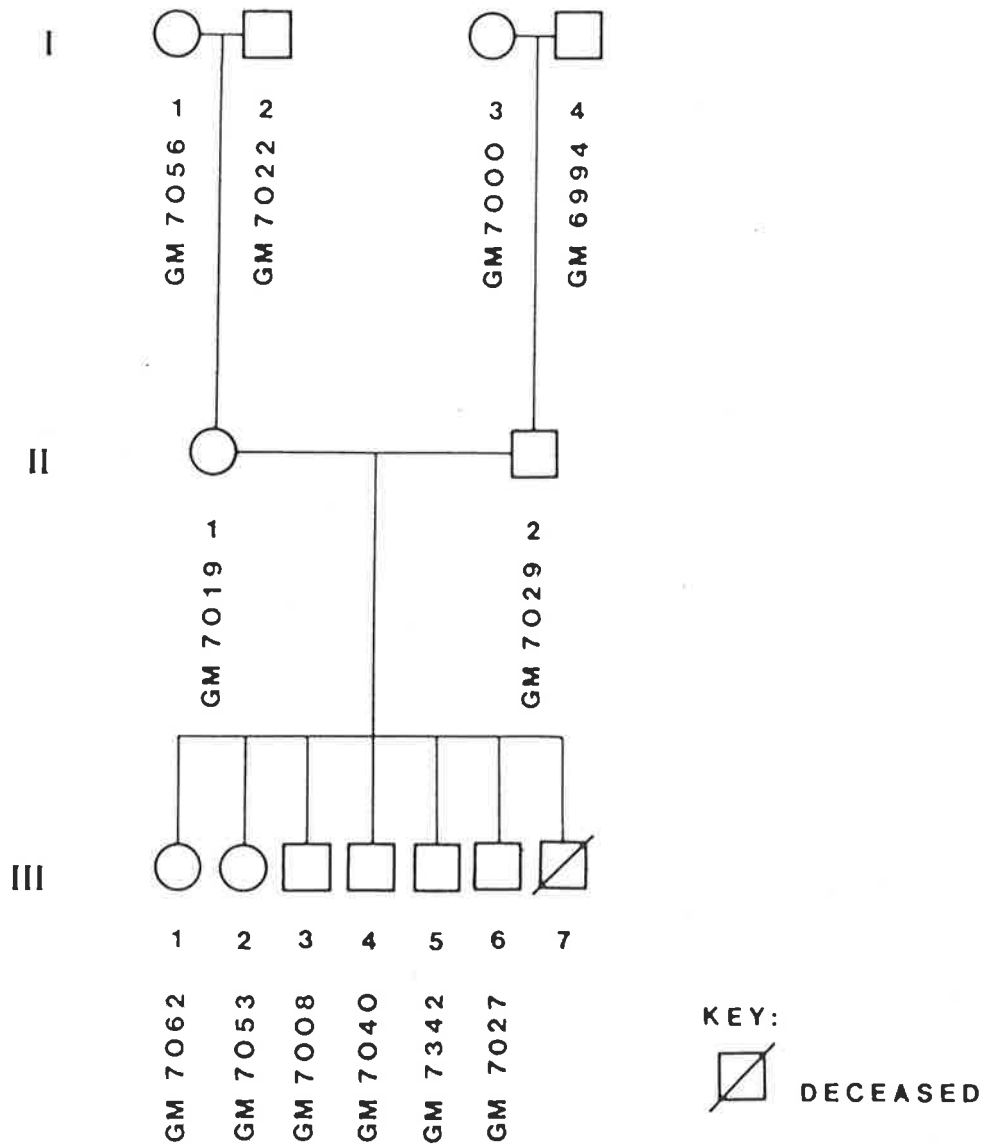 I
1 2 3 4
GM 7056
GM 7022
GM 7000
GM 6994
II
1 2
GM 7019
GM 7029
III
1 2 3 4 5 6 7
GM 7062
GM 7053
GM 7008
GM 7040
GM 7342
GM 7027
KEY:
DECEASED